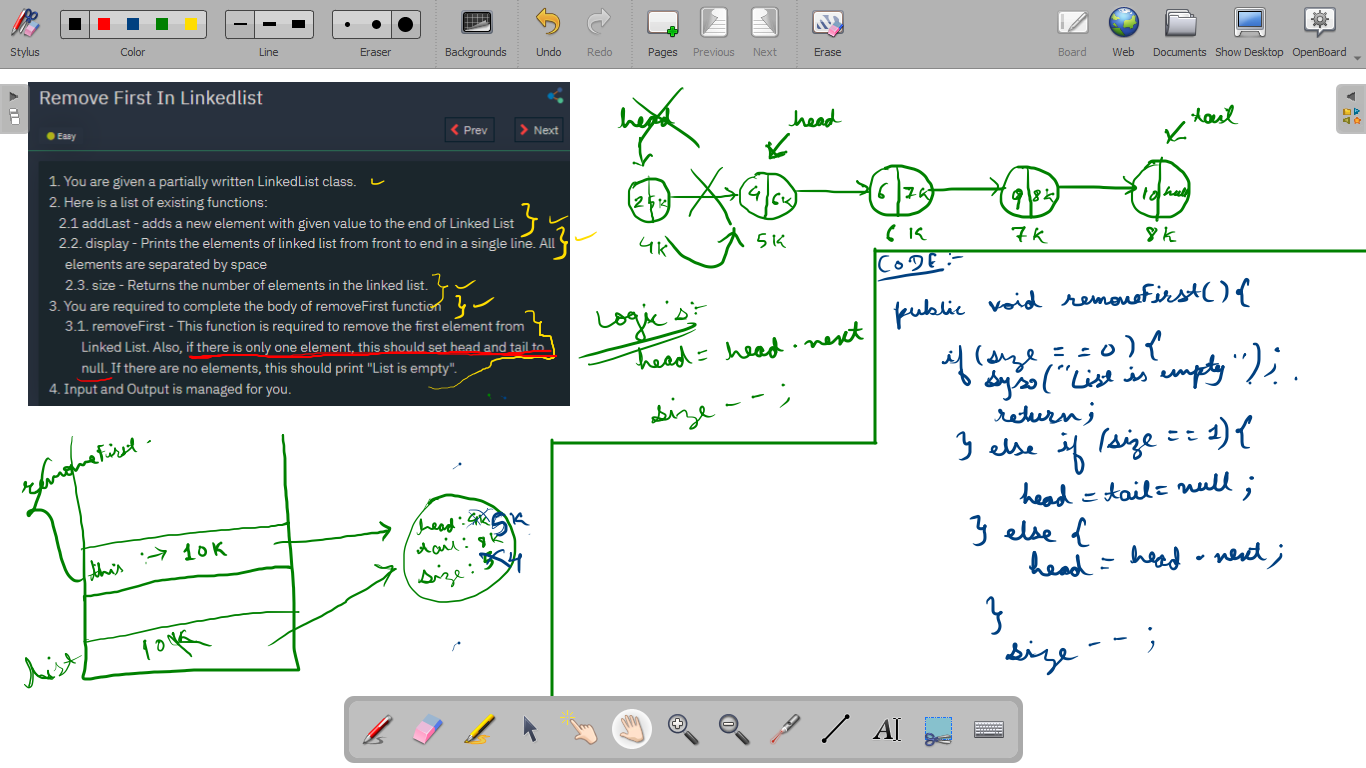 Stylus
Color
Line
Eraser
Backgrounds
Undo
Redo
Pages
Previous
Next
Erase
Board
Web
Documents
Show Desktop
OpenBoard
Remove First In Linkedlist
Easy
Prev
Next
1. You are given a partially written LinkedList class.
2. Here is a list of existing functions:
2.1 addLast - adds a new element with given value to the end of Linked List
2.2. display - Prints the elements of linked list from front to end in a single line. All
elements are separated by space
2.3. size - Returns the number of elements in the linked list.
3. You are required to complete the body of removeFirst function
3.1. removeFirst - This function is required to remove the first element from
Linked List. Also, if there is only one element, this should set head and tail to
null. If there are no elements, this should print "List is empty".
4. Input and Output is managed for you.
head
head
tail
2 5K
4 6K
6 7K
9 8K
10 null
4K
5K
6K
7K
8K
Logic's:-
head = head.next
size--;
CODE:-
public void removeFirst(){
if(size == 0){
syso("List is empty");
return;
} else if (size == 1){
head = tail = null;
} else {
head = head.next;
}
size--;
removeFirst
this :→ 10K
list
10K
head: 4K 5K
tail: 8K
size: 5 4